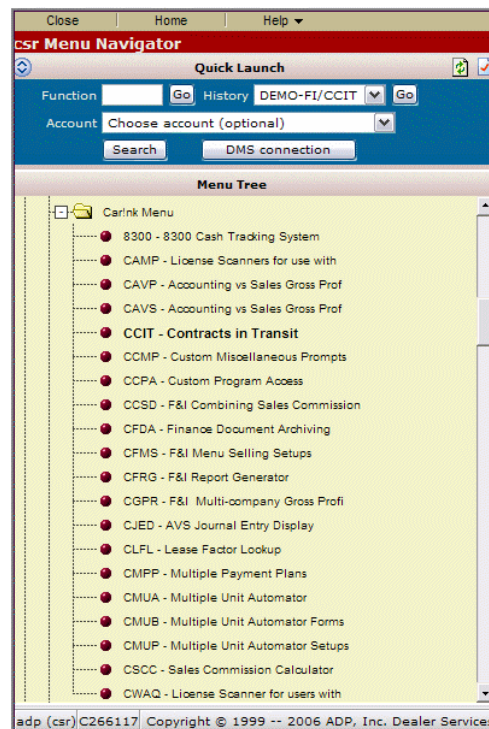 Close Home Help
csr Menu Navigator
Quick Launch
Function Go History DEMO-FI/CCIT Go
Account Choose account (optional)
Search DMS connection
Menu Tree
Car!nk Menu
8300 - 8300 Cash Tracking System
CAMP - License Scanners for use with
CAVP - Accounting vs Sales Gross Prof
CAVS - Accounting vs Sales Gross Prof
CCIT - Contracts in Transit
CCMP - Custom Miscellaneous Prompts
CCPA - Custom Program Access
CCSD - F&I Combining Sales Commission
CFDA - Finance Document Archiving
CFMS - F&I Menu Selling Setups
CFRG - F&I Report Generator
CGPR - F&I Multi-company Gross Profi
CJED - AVS Journal Entry Display
CLFL - Lease Factor Lookup
CMPP - Multiple Payment Plans
CMUA - Multiple Unit Automator
CMUB - Multiple Unit Automator Forms
CMUP - Multiple Unit Automator Setups
CSCC - Sales Commission Calculator
CWAQ - License Scanner for users with
adp (csr) C266117 Copyright © 1999 -- 2006 ADP, Inc. Dealer Services